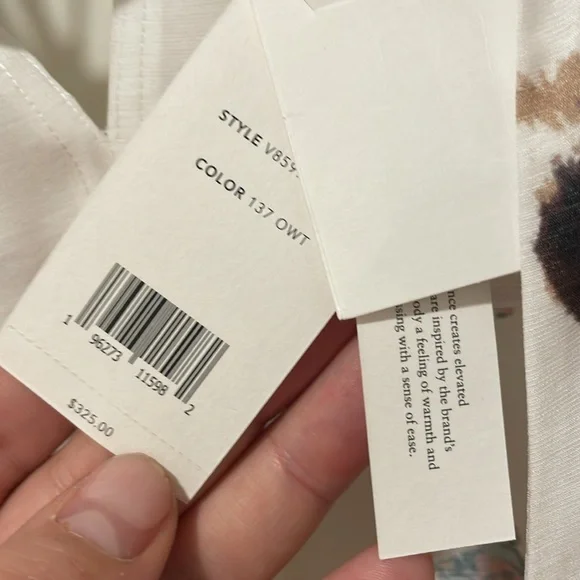 STYLE V859
COLOR 137 OWT
1 96273 11598 2
$325.00
nce creates elevated
are inspired by the brand's
ody a feeling of warmth and
sing with a sense of ease.